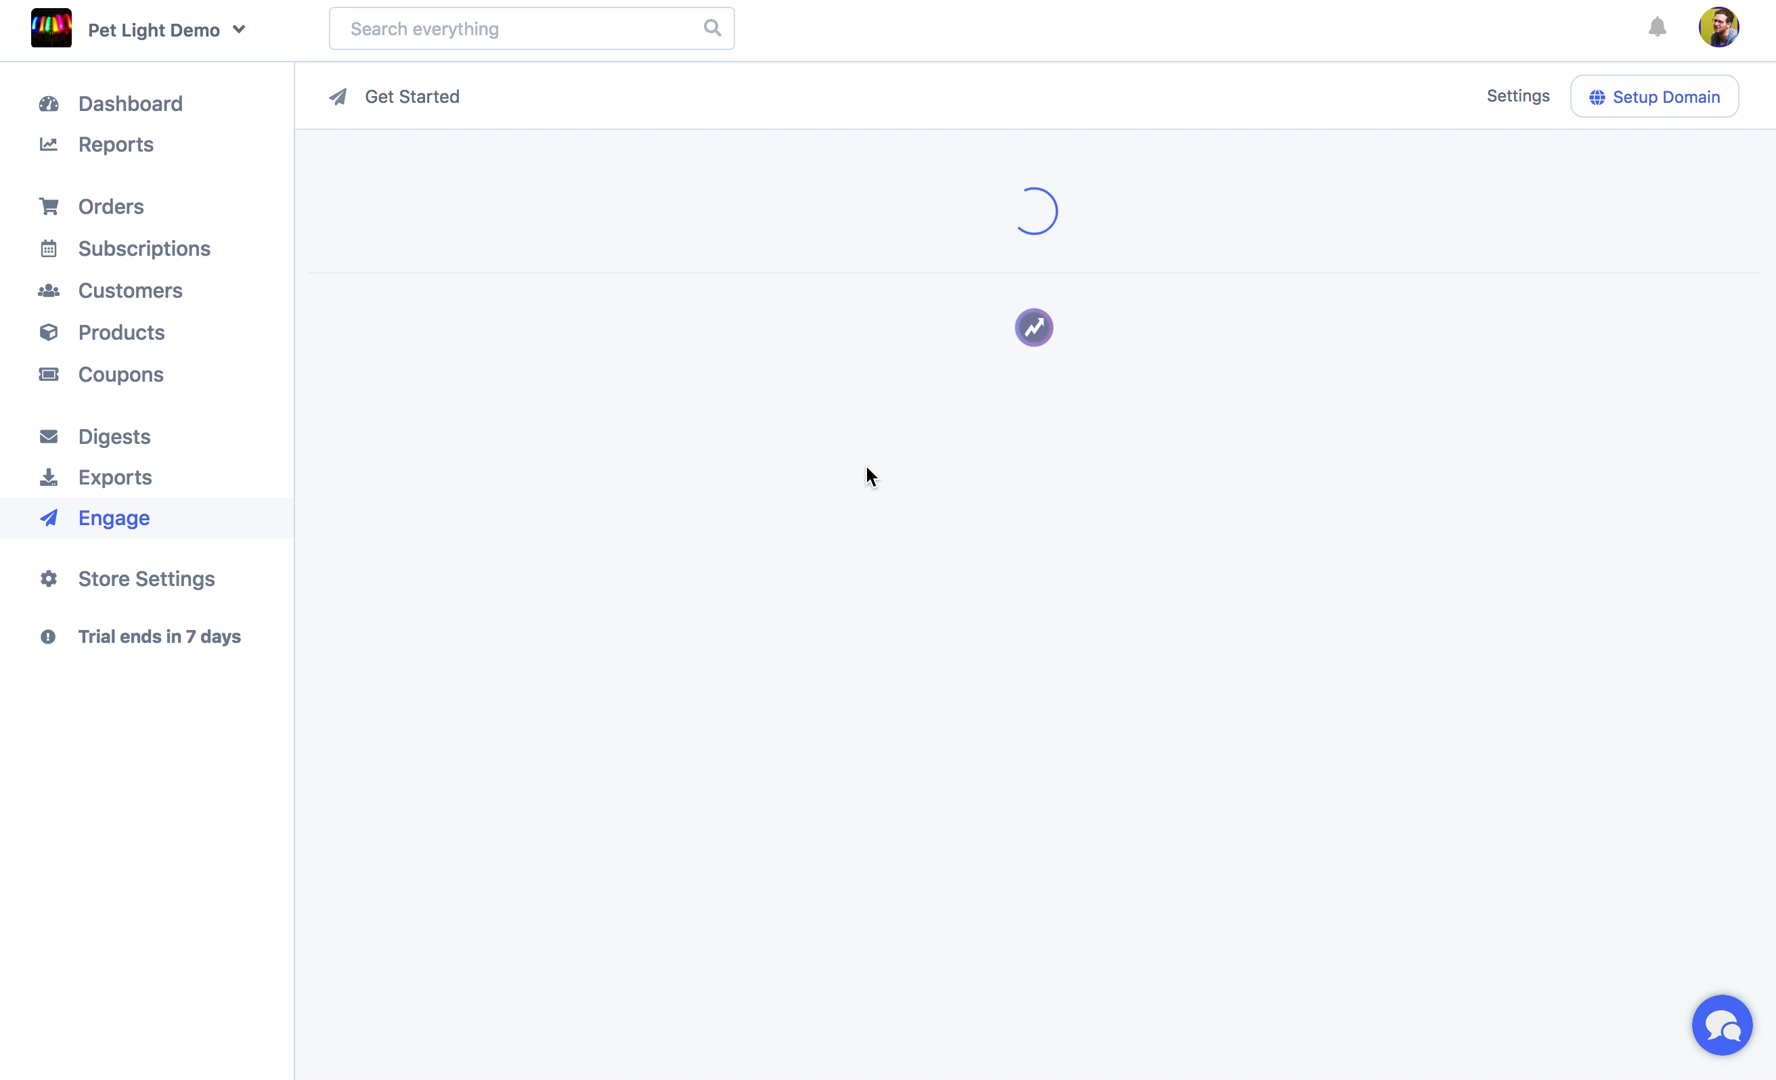 Pet Light Demo
Search everything
Dashboard
Reports
Orders
Subscriptions
Customers
Products
Coupons
Digests
Exports
Engage
Store Settings
Trial ends in 7 days
Get Started
Settings
Setup Domain